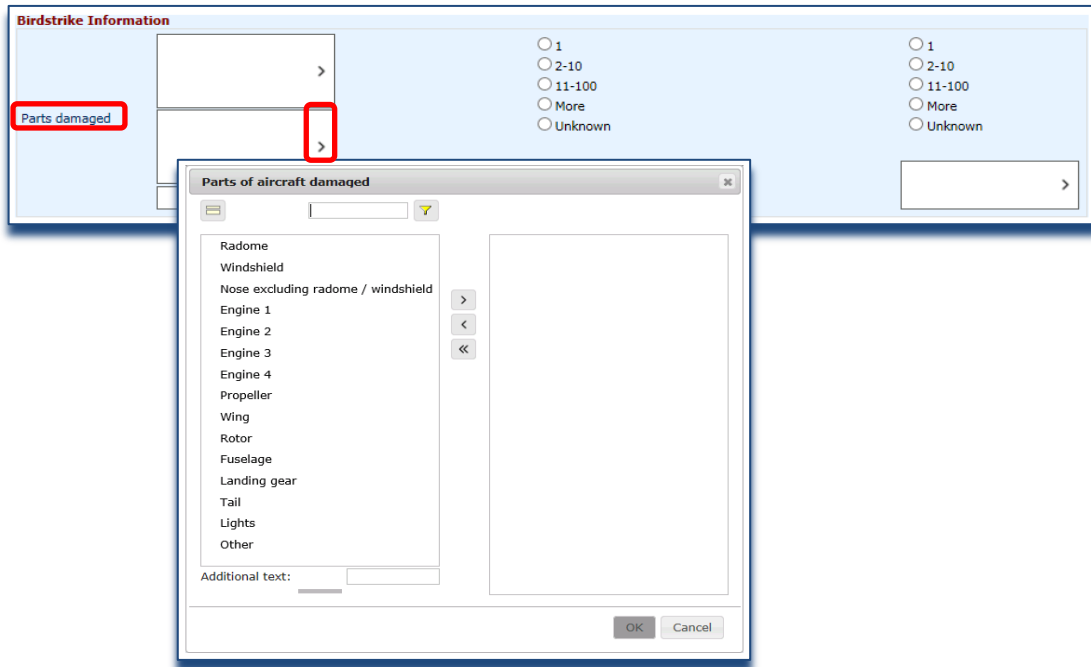 Birdstrike Information
1
2-10
11-100
More
Unknown
1
2-10
11-100
More
Unknown
Parts damaged
Parts of aircraft damaged
Radome
Windshield
Nose excluding radome / windshield
Engine 1
Engine 2
Engine 3
Engine 4
Propeller
Wing
Rotor
Fuselage
Landing gear
Tail
Lights
Other
Additional text:
OK Cancel